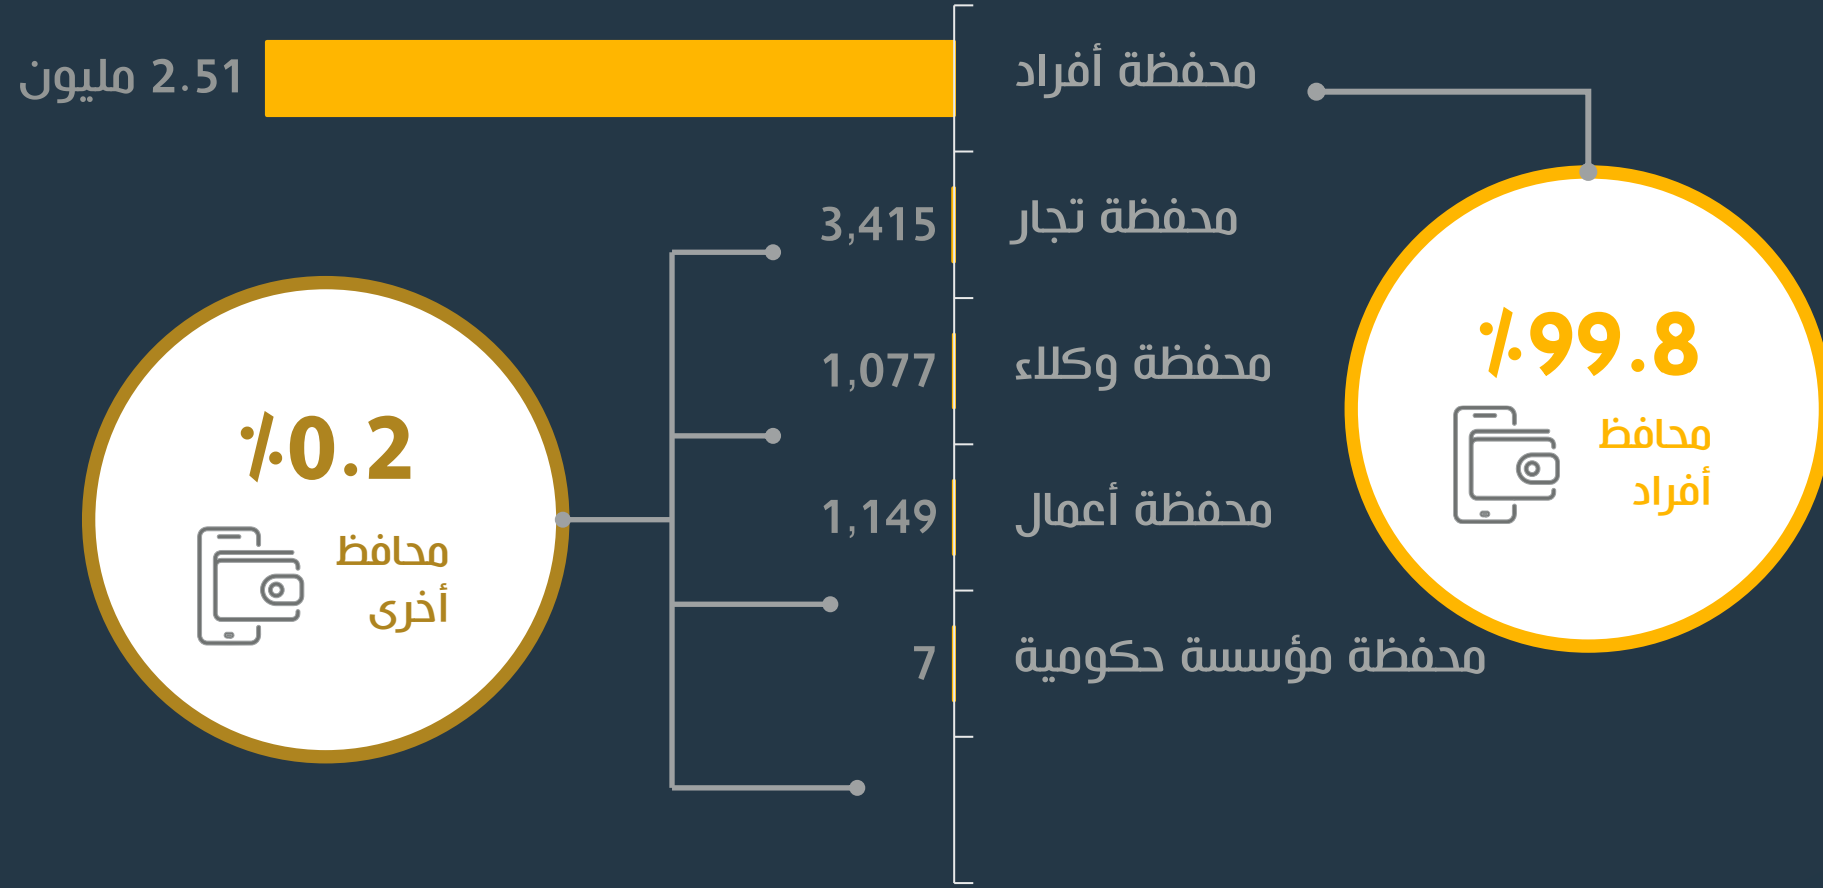 محفظة أفراد
2.51 مليون
محفظة تجار
3,415
محفظة وكلاء
1,077
محفظة أعمال
1,149
محفظة مؤسسة حكومية
7
99.8٪
محافظ
أفراد
0.2٪
محافظ
أخرى